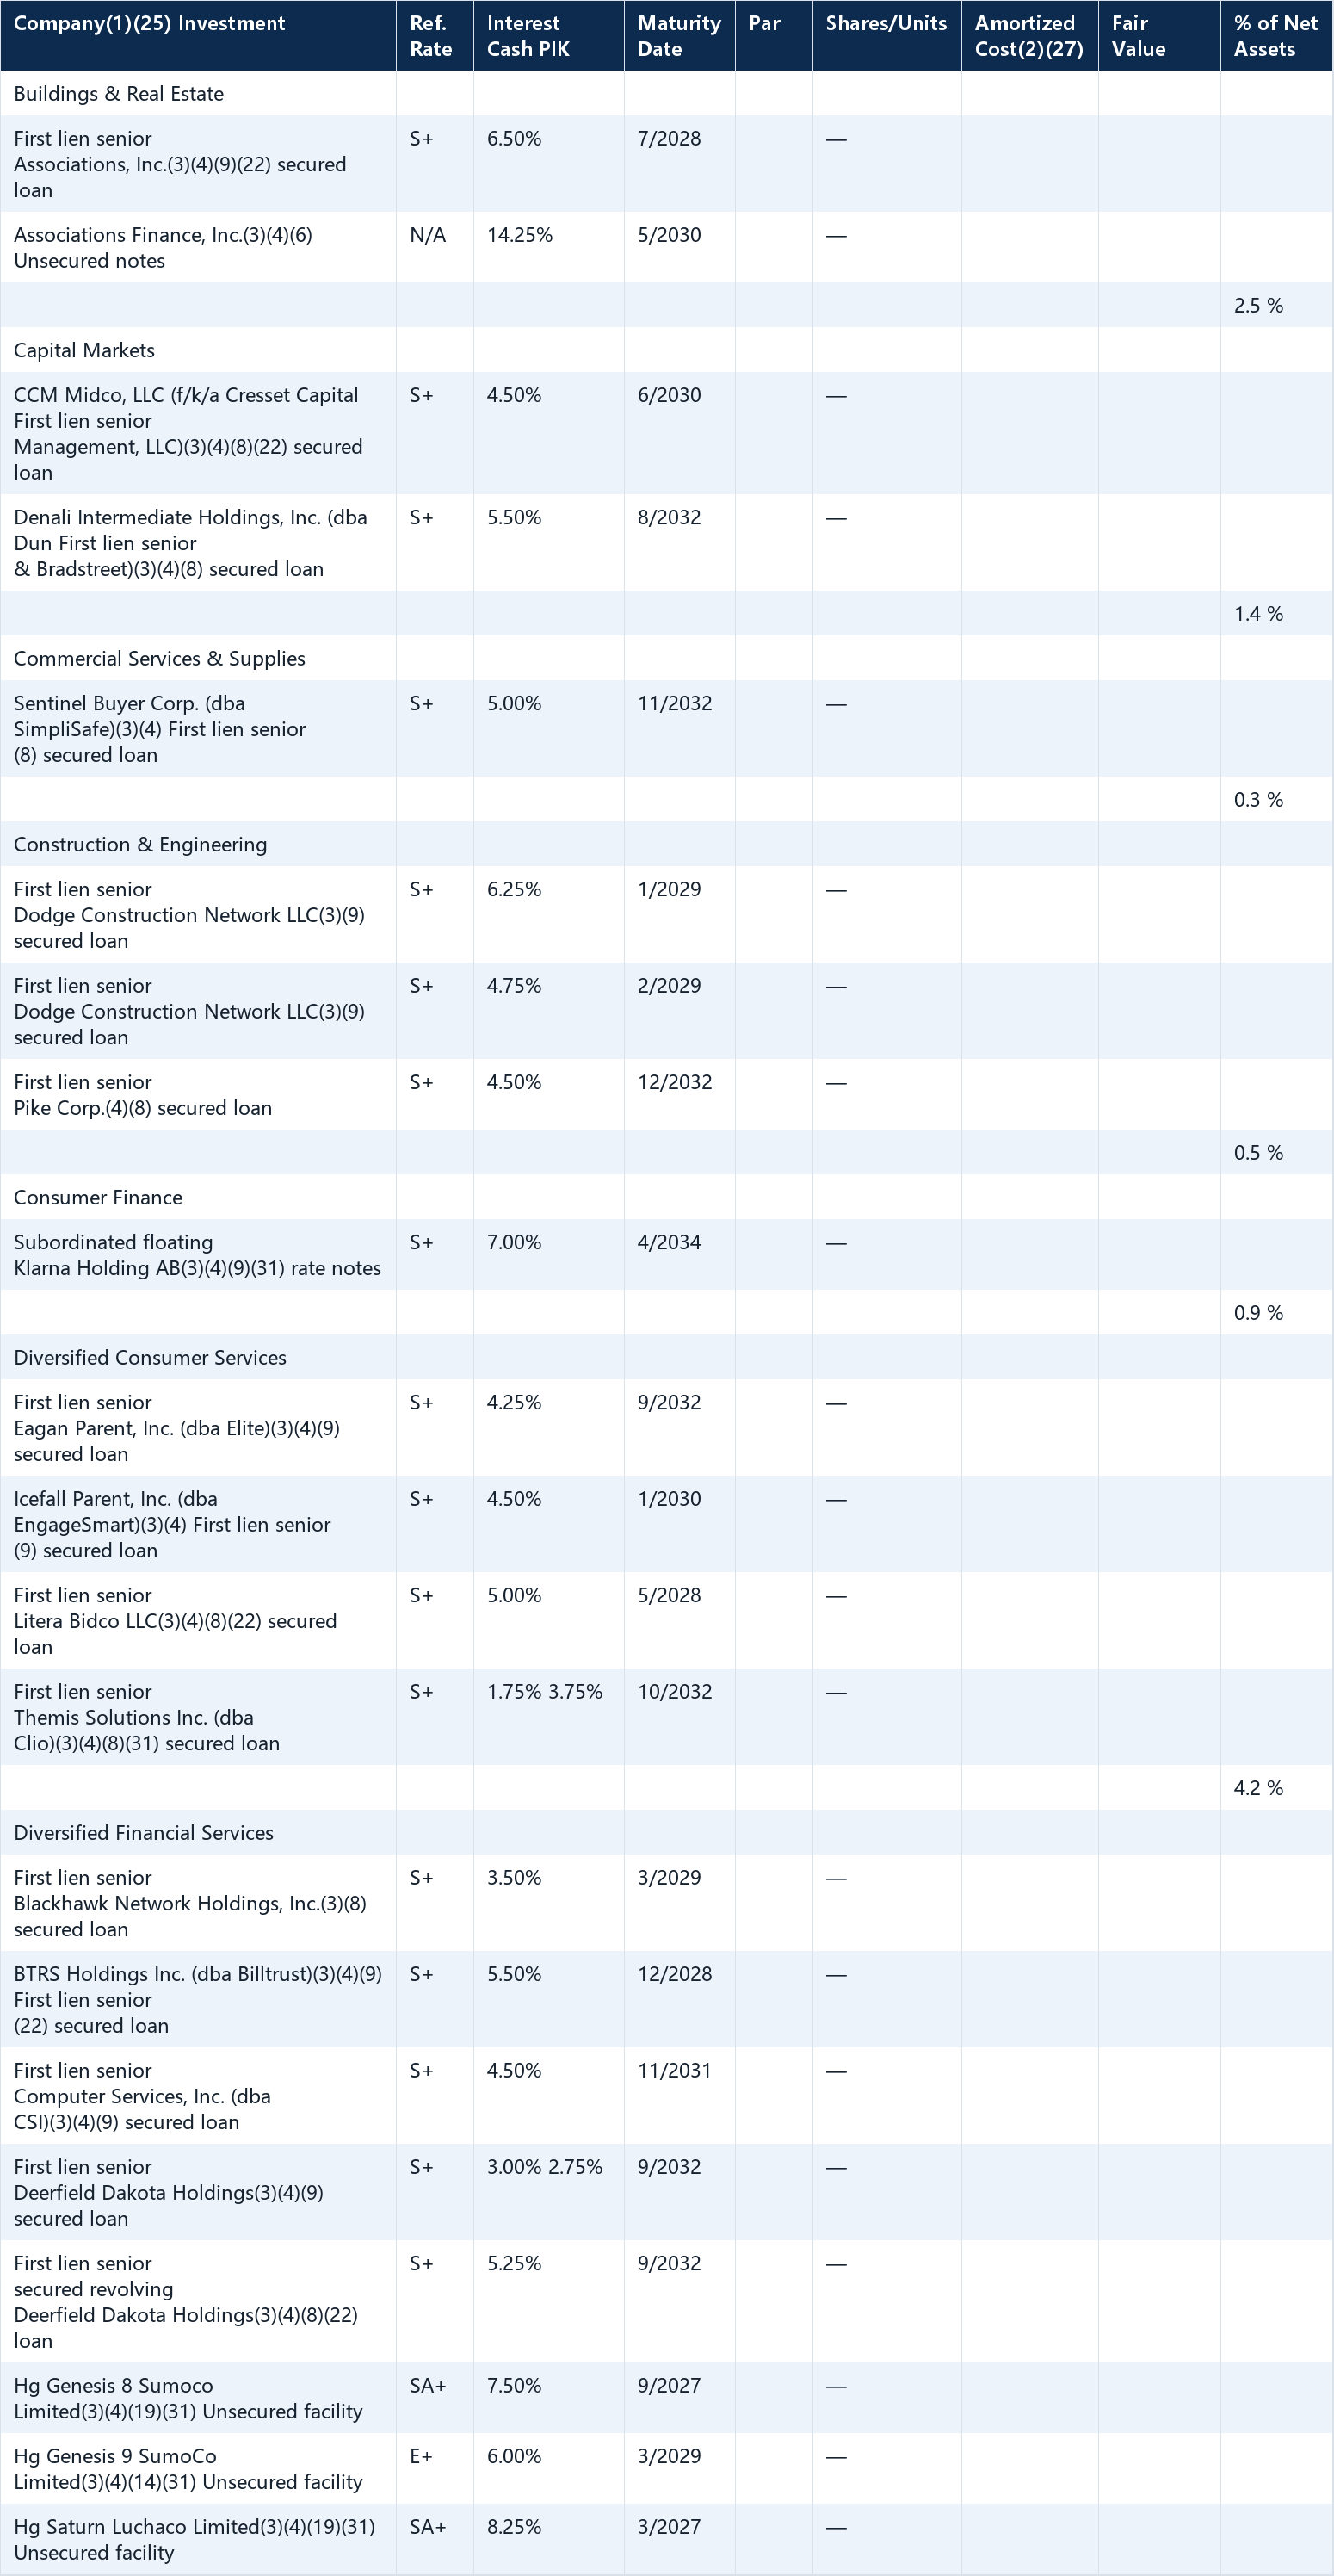 Company(1)(25) Investment Ref. Rate Interest Cash PIK Maturity Date Par Shares/Units Amortized Cost(2)(27) Fair Value % of Net Assets
Buildings & Real Estate
First lien senior S+ 6.50% 7/2028 —
Associations, Inc.(3)(4)(9)(22) secured
loan
Associations Finance, Inc.(3)(4)(6) N/A 14.25% 5/2030 —
Unsecured notes
2.5 %
Capital Markets
CCM Midco, LLC (f/k/a Cresset Capital S+ 4.50% 6/2030 —
First lien senior
Management, LLC)(3)(4)(8)(22) secured
loan
Denali Intermediate Holdings, Inc. (dba S+ 5.50% 8/2032 —
Dun First lien senior
& Bradstreet)(3)(4)(8) secured loan
1.4 %
Commercial Services & Supplies
Sentinel Buyer Corp. (dba S+ 5.00% 11/2032 —
SimpliSafe)(3)(4) First lien senior
(8) secured loan
0.3 %
Construction & Engineering
First lien senior S+ 6.25% 1/2029 —
Dodge Construction Network LLC(3)(9)
secured loan
First lien senior S+ 4.75% 2/2029 —
Dodge Construction Network LLC(3)(9)
secured loan
First lien senior S+ 4.50% 12/2032 —
Pike Corp.(4)(8) secured loan
0.5 %
Consumer Finance
Subordinated floating S+ 7.00% 4/2034 —
Klarna Holding AB(3)(4)(9)(31) rate notes
0.9 %
Diversified Consumer Services
First lien senior S+ 4.25% 9/2032 —
Eagan Parent, Inc. (dba Elite)(3)(4)(9)
secured loan
Icefall Parent, Inc. (dba S+ 4.50% 1/2030 —
EngageSmart)(3)(4) First lien senior
(9) secured loan
First lien senior S+ 5.00% 5/2028 —
Litera Bidco LLC(3)(4)(8)(22) secured
loan
First lien senior S+ 1.75% 3.75% 10/2032 —
Themis Solutions Inc. (dba
Clio)(3)(4)(8)(31) secured loan
4.2 %
Diversified Financial Services
First lien senior S+ 3.50% 3/2029 —
Blackhawk Network Holdings, Inc.(3)(8)
secured loan
BTRS Holdings Inc. (dba Billtrust)(3)(4)(9) S+ 5.50% 12/2028 —
First lien senior
(22) secured loan
First lien senior S+ 4.50% 11/2031 —
Computer Services, Inc. (dba
CSI)(3)(4)(9) secured loan
First lien senior S+ 3.00% 2.75% 9/2032 —
Deerfield Dakota Holdings(3)(4)(9)
secured loan
First lien senior S+ 5.25% 9/2032 —
secured revolving
Deerfield Dakota Holdings(3)(4)(8)(22)
loan
Hg Genesis 8 Sumoco SA+ 7.50% 9/2027 —
Limited(3)(4)(19)(31) Unsecured facility
Hg Genesis 9 SumoCo E+ 6.00% 3/2029 —
Limited(3)(4)(14)(31) Unsecured facility
Hg Saturn Luchaco Limited(3)(4)(19)(31) SA+ 8.25% 3/2027 —
Unsecured facility